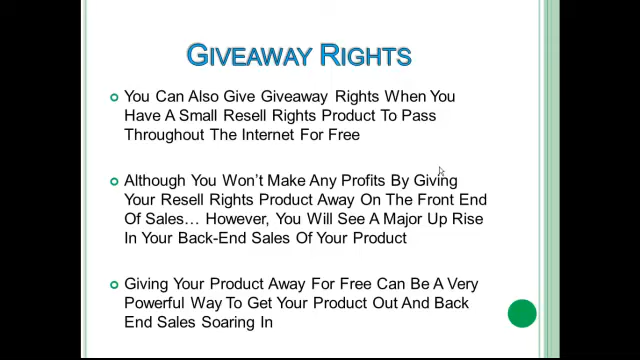 GIVEAWAY RIGHTS
You Can Also Give Giveaway Rights When You
Have A Small Resell Rights Product To Pass
Throughout The Internet For Free
Although You Won't Make Any Profits By Giving
Your Resell Rights Product Away On The Front End
Of Sales… However, You Will See A Major Up Rise
In Your Back-End Sales Of Your Product
Giving Your Product Away For Free Can Be A Very
Powerful Way To Get Your Product Out And Back
End Sales Soaring In